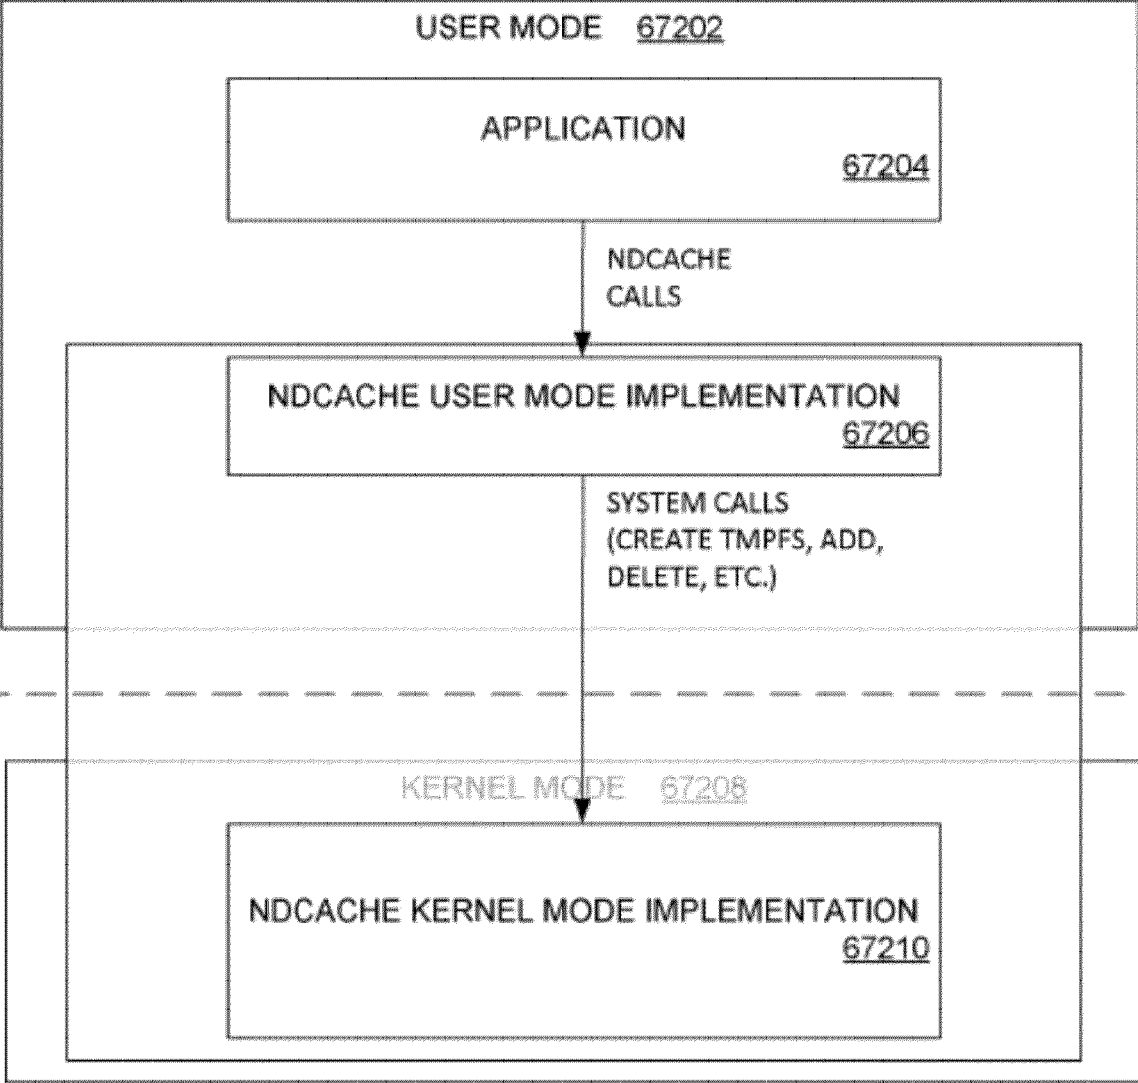 USER MODE 67202
APPLICATION
67204
NDCACHE
CALLS
NDCACHE USER MODE IMPLEMENTATION
67206
SYSTEM CALLS
(CREATE TMPFS, ADD,
DELETE, ETC.)
KERNEL MODE 67208
NDCACHE KERNEL MODE IMPLEMENTATION
67210